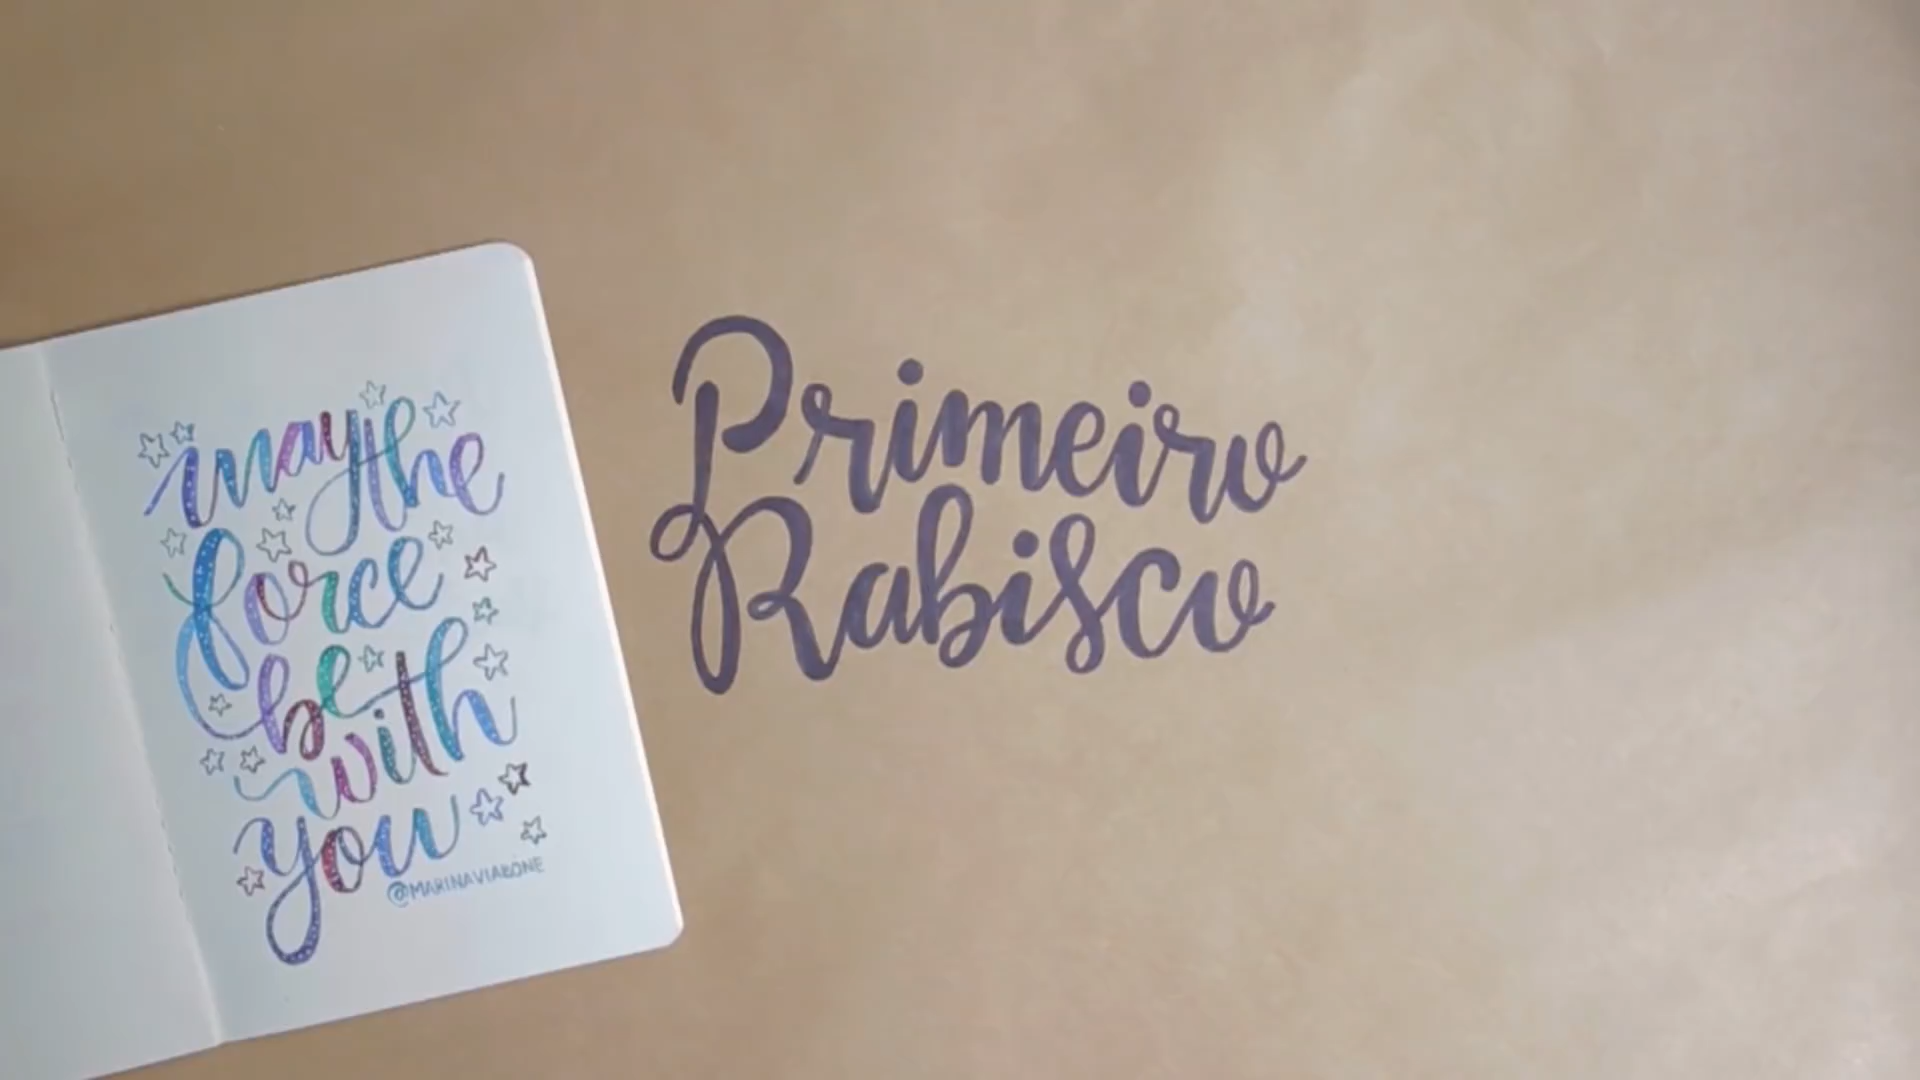 may the
force
be
with
you
@MARINAVIABONE
Primeiro
Rabisco